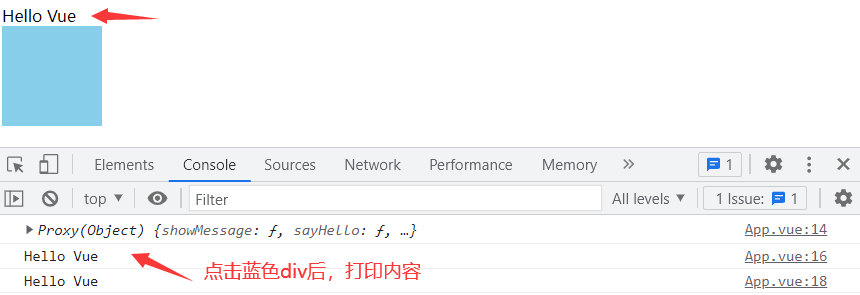 Hello Vue
Elements Console Sources Network Performance Memory 1
top Filter All levels 1 Issue: 1
Proxy(Object) {showMessage: ƒ, sayHello: ƒ, …} App.vue:14
Hello Vue App.vue:16
点击蓝色div后，打印内容
Hello Vue App.vue:18